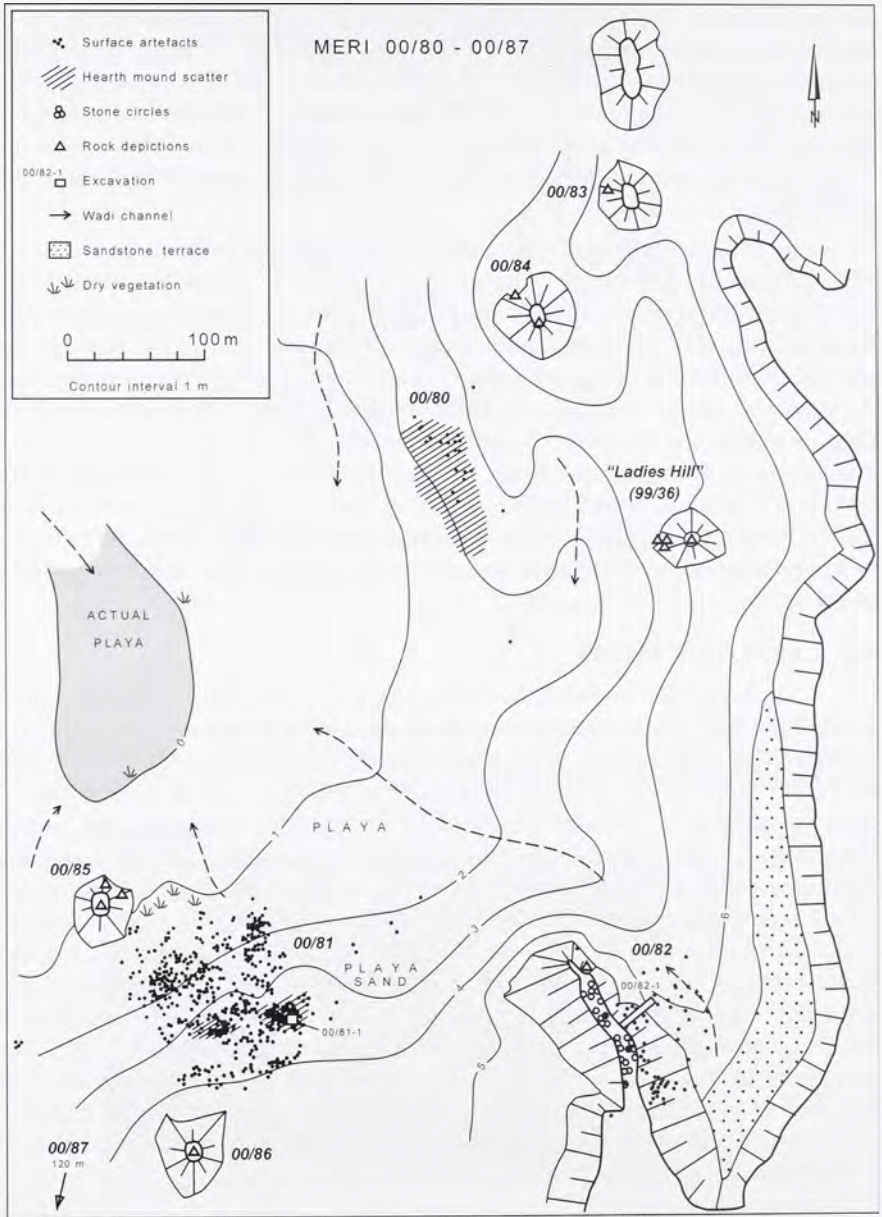 MERI 00/80 - 00/87
Surface artefacts
Hearth mound scatter
Stone circles
Rock depictions
00/82-1
Excavation
Wadi channel
Sandstone terrace
Dry vegetation
0 100 m
Contour interval 1 m
N
00/83
00/84
00/80
"Ladies Hill"
(99/36)
ACTUAL
PLAYA
0
1
PLAYA
2
3
00/85
00/81
PLAYA
SAND
4
5
6
00/82
00/82-1
00/81-1
00/87
120 m
00/86